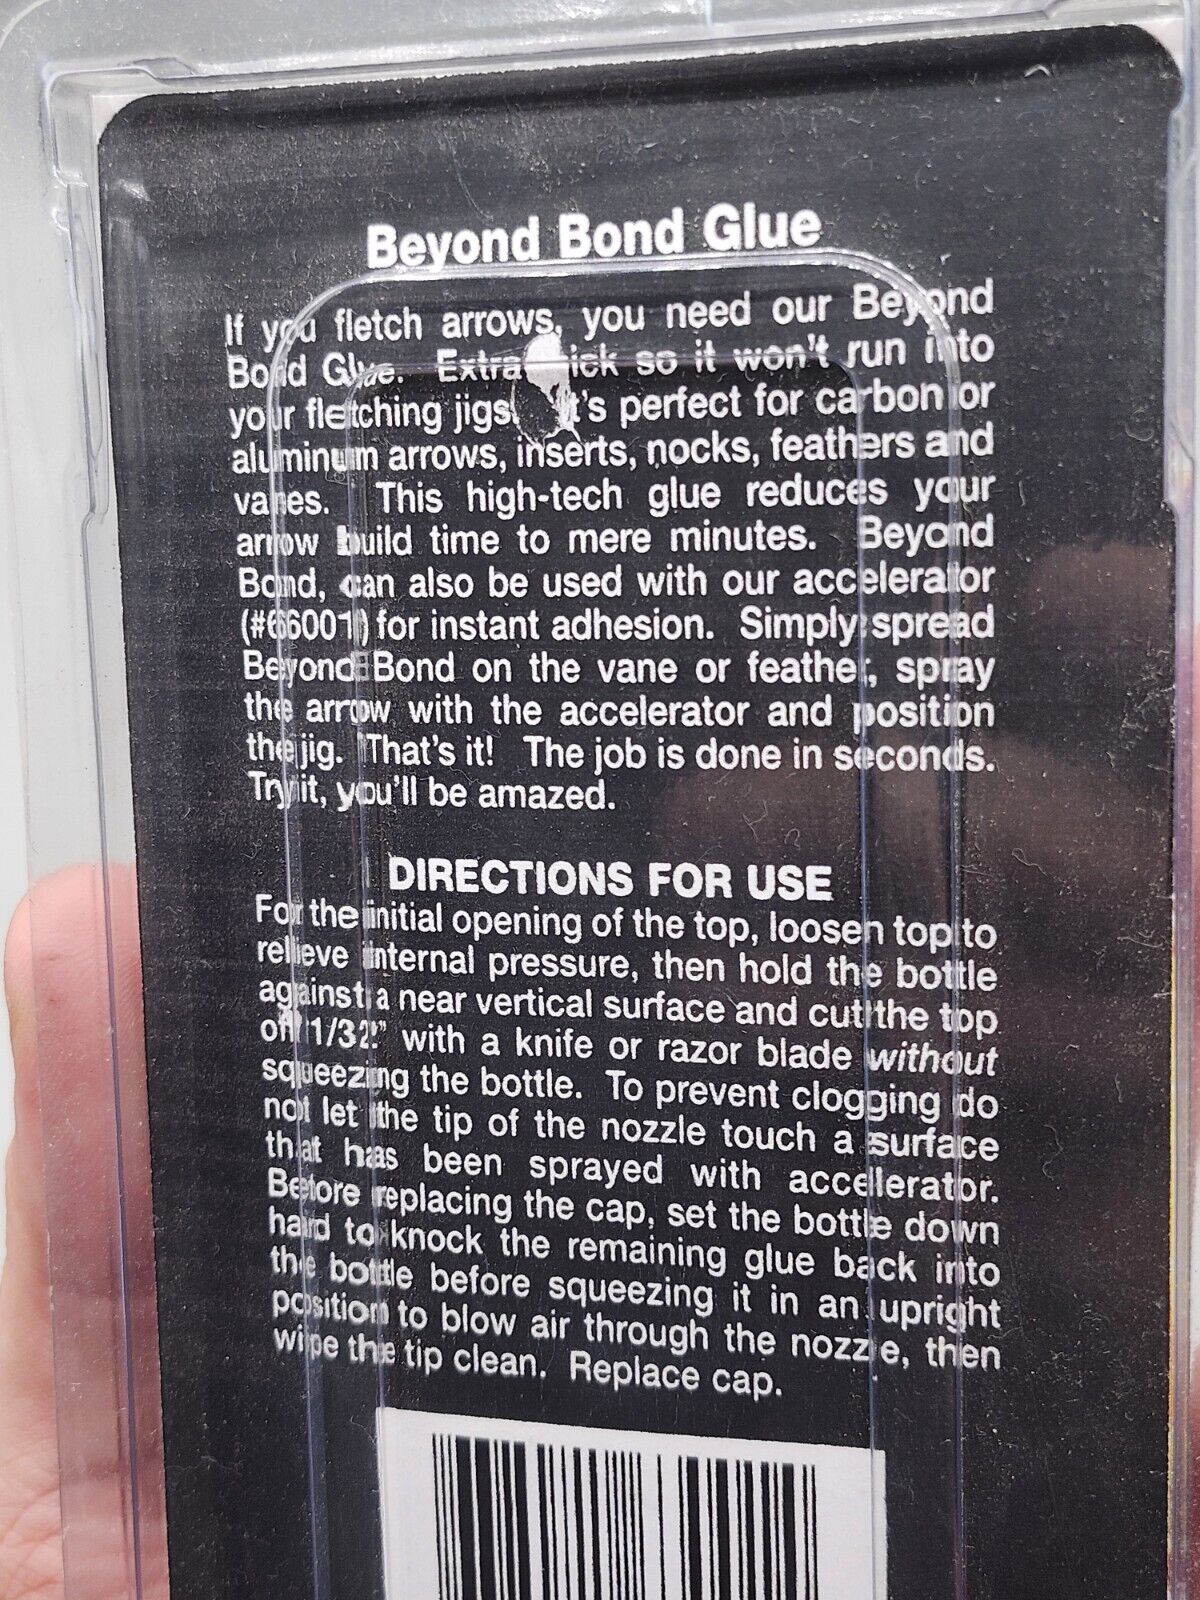 Beyond Bond Glue
If you fletch arrows, you need our Beyond
Bond Glue. Extra thick so it won't run into
your fletching jigs. It's perfect for carbon or
aluminum arrows, inserts, nocks, feathers and
vanes. This high-tech glue reduces your
arrow build time to mere minutes. Beyond
Bond, can also be used with our accelerator
(#66001) for instant adhesion. Simply spread
Beyond Bond on the vane or feather, spray
the arrow with the accelerator and position
the jig. That's it! The job is done in seconds.
Try it, you'll be amazed.
DIRECTIONS FOR USE
For the initial opening of the top, loosen top to
relieve internal pressure, then hold the bottle
against a near vertical surface and cut the top
off 1/32" with a knife or razor blade without
squeezing the bottle. To prevent clogging do
not let the tip of the nozzle touch a surface
that has been sprayed with accelerator.
Before replacing the cap, set the bottle down
hard to knock the remaining glue back into
the bottle before squeezing it in an upright
position to blow air through the nozzle, then
wipe the tip clean. Replace cap.